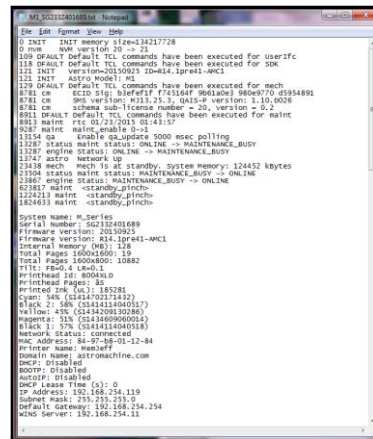 M1_SG2332401689.txt - Notepad
File Edit Format View Help
0 INIT INIT memory size=134217728
0 nvm NVM version 20 -> 21
109 DFAULT Default TCL commands have been executed for UserIfc
118 DFAULT Default TCL commands have been executed for SDK
121 INIT Version=20150925 ID=R14.1pre41-AMC1
121 INIT Astro Model: M1
129 DFAULT Default TCL commands have been executed for mech
8781 cm ECID Sig: b3efef1f f745164f 9b61a0e3 980e9770 d5954891
8781 cm SMS version: MJ13.25.3, QAIS-P version: 1.10.D026
8781 cm schema sub-license number = 20, version = 0.2
8911 DFAULT Default TCL commands have been executed for maint
8913 maint rtc 01/23/2015 01:43:57
9287 maint maint_enable 0->1
13154 qa Enable qa_update 5000 msec polling
13287 status maint status: ONLINE -> MAINTENANCE_BUSY
13287 engine Status: ONLINE -> MAINTENANCE_BUSY
13747 astro Network Up
23438 mech Mech is at standby. System Memory: 124452 kBytes
23504 status maint status: MAINTENANCE_BUSY -> ONLINE
23867 engine Status: MAINTENANCE_BUSY -> ONLINE
623817 maint <standby_pinch>
1224213 maint <standby_pinch>
1824633 maint <standby_pinch>
System Name: M_Series
Serial Number: SG2332401689
Firmware Version: 20150925
Firmware Version: R14.1pre41-AMC1
Internal Memory (MB): 128
Total Pages 1600x1600: 19
Total Pages 1600x800: 10882
Tilt: FB=0.4 LR=0.1
Printhead Id: 8004XLD
Printhead Pages: âS
Printed Ink (uL): 185281
Cyan: 54% (S1414702171432)
Black 2: 58% (S1414114040517)
Yellow: 45% (S1434209130286)
Magenta: 51% (S1434609060014)
Black 1: 57% (S1414114040518)
Network Status: connected
MAC Address: 84-97-b8-01-12-84
Printer Name: MemJeff
Domain Name: astromachine.com
DHCP: Disabled
BOOTP: Disabled
AutoIP: Disabled
DHCP Lease Time (s): 0
IP Address: 192.168.254.119
Subnet Mask: 255.255.255.0
Default Gateway: 192.168.254.254
WINS Server: 192.168.254.11